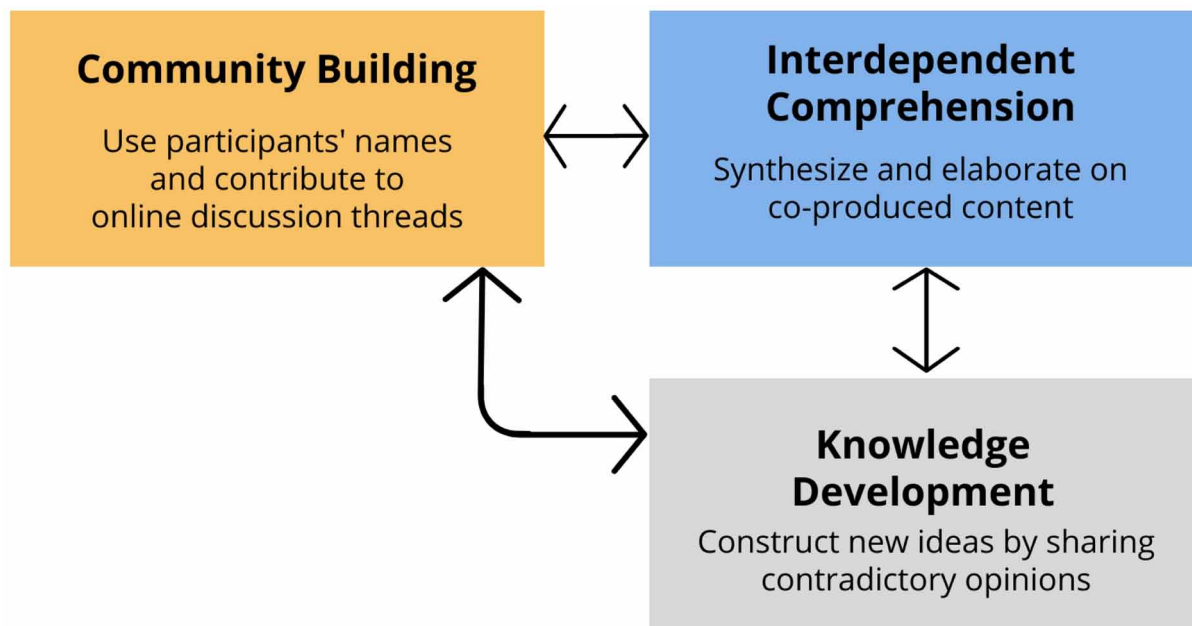 Community Building
Use participants' names
and contribute to
online discussion threads
Interdependent
Comprehension
Synthesize and elaborate on
co-produced content
Knowledge
Development
Construct new ideas by sharing
contradictory opinions